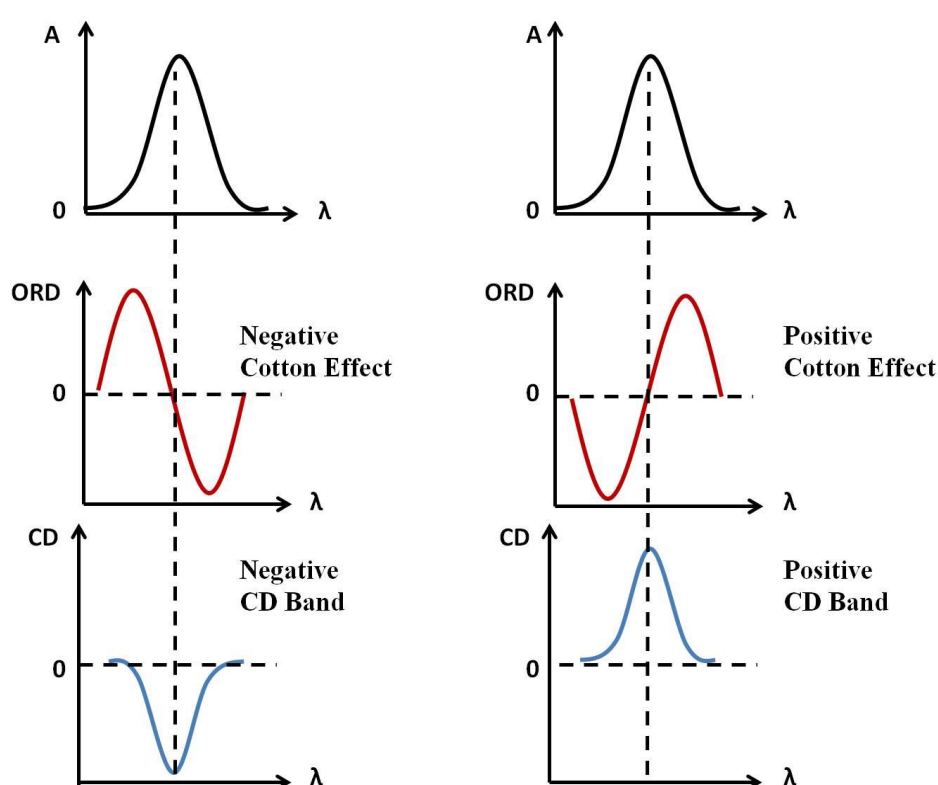 A
0
λ
A
0
λ
ORD
0
Negative
Cotton Effect
λ
ORD
0
Positive
Cotton Effect
λ
CD
0
Negative
CD Band
λ
CD
0
Positive
CD Band
λ